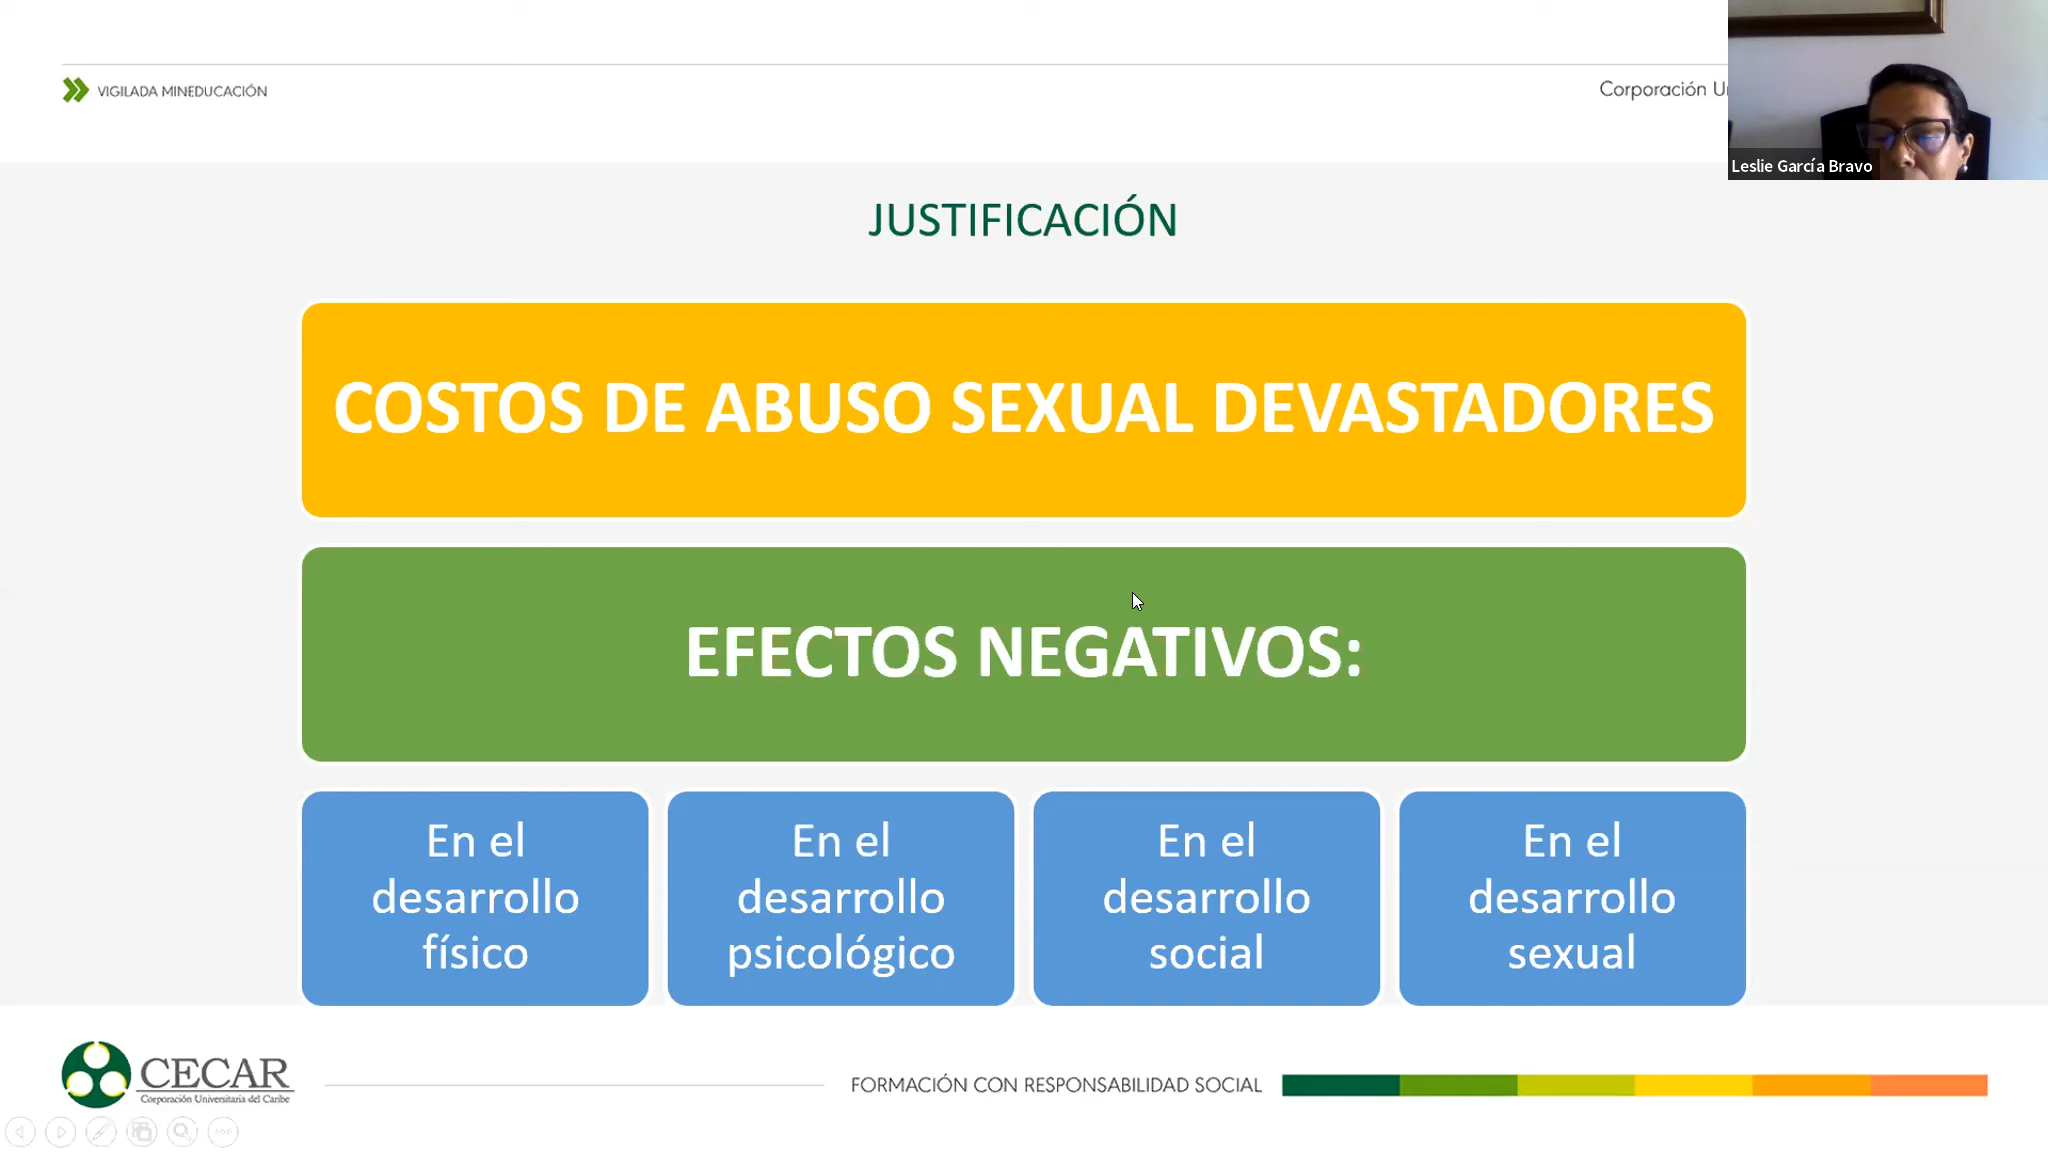 VIGILADA MINEDUCACIÓN
Corporación
Leslie García Bravo
JUSTIFICACIÓN
COSTOS DE ABUSO SEXUAL DEVASTADORES
EFECTOS NEGATIVOS:
En el
desarrollo
físico
En el
desarrollo
psicológico
En el
desarrollo
social
En el
desarrollo
sexual
CECAR
Corporación Universitaria del Caribe
FORMACIÓN CON RESPONSABILIDAD SOCIAL